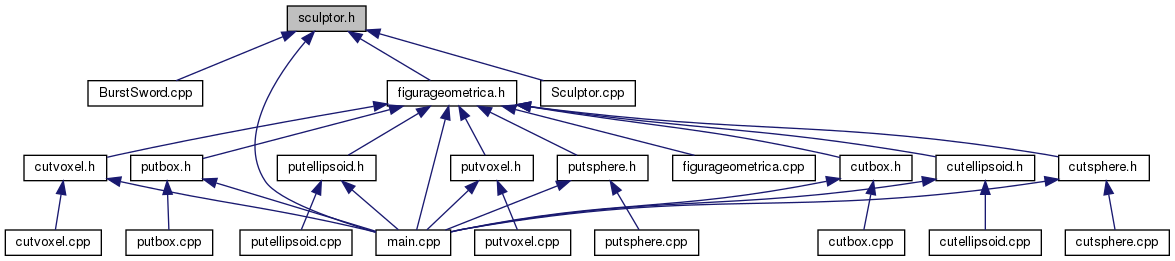 sculptor.h
BurstSword.cpp
figurageometrica.h
Sculptor.cpp
cutvoxel.h
putbox.h
putellipsoid.h
putvoxel.h
putsphere.h
figurageometrica.cpp
cutbox.h
cutellipsoid.h
cutsphere.h
cutvoxel.cpp
putbox.cpp
putellipsoid.cpp
main.cpp
putvoxel.cpp
putsphere.cpp
cutbox.cpp
cutellipsoid.cpp
cutsphere.cpp